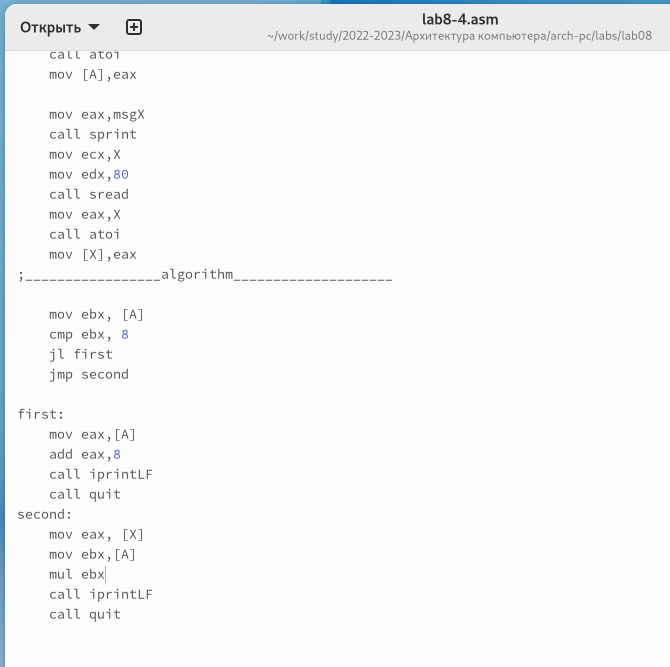 Открыть
lab8-4.asm
~/work/study/2022-2023/Архитектура компьютера/arch-pc/labs/lab08
call atoi
mov [A],eax
mov eax,msgX
call sprint
mov ecx,X
mov edx,80
call sread
mov eax,X
call atoi
mov [X],eax
;_________________algorithm____________________
mov ebx, [A]
cmp ebx, 8
jl first
jmp second
first:
mov eax,[A]
add eax,8
call iprintLF
call quit
second:
mov eax, [X]
mov ebx,[A]
mul ebx
call iprintLF
call quit